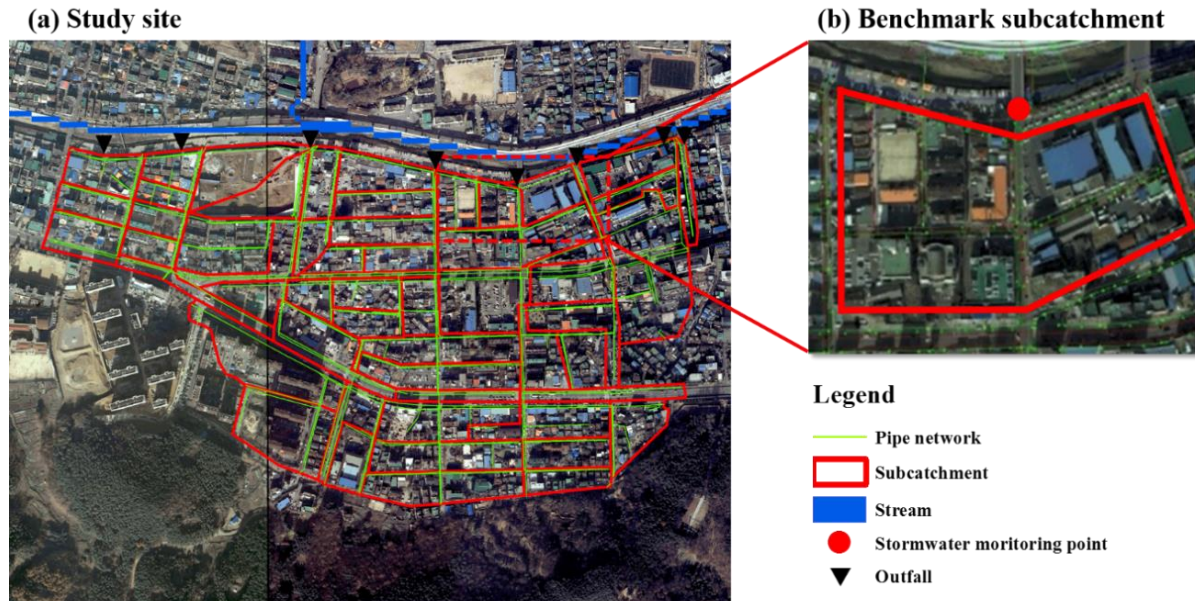 (a) Study site
(b) Benchmark subcatchment
Legend
Pipe network
Subcatchment
Stream
Stormwater moritoring point
Outfall